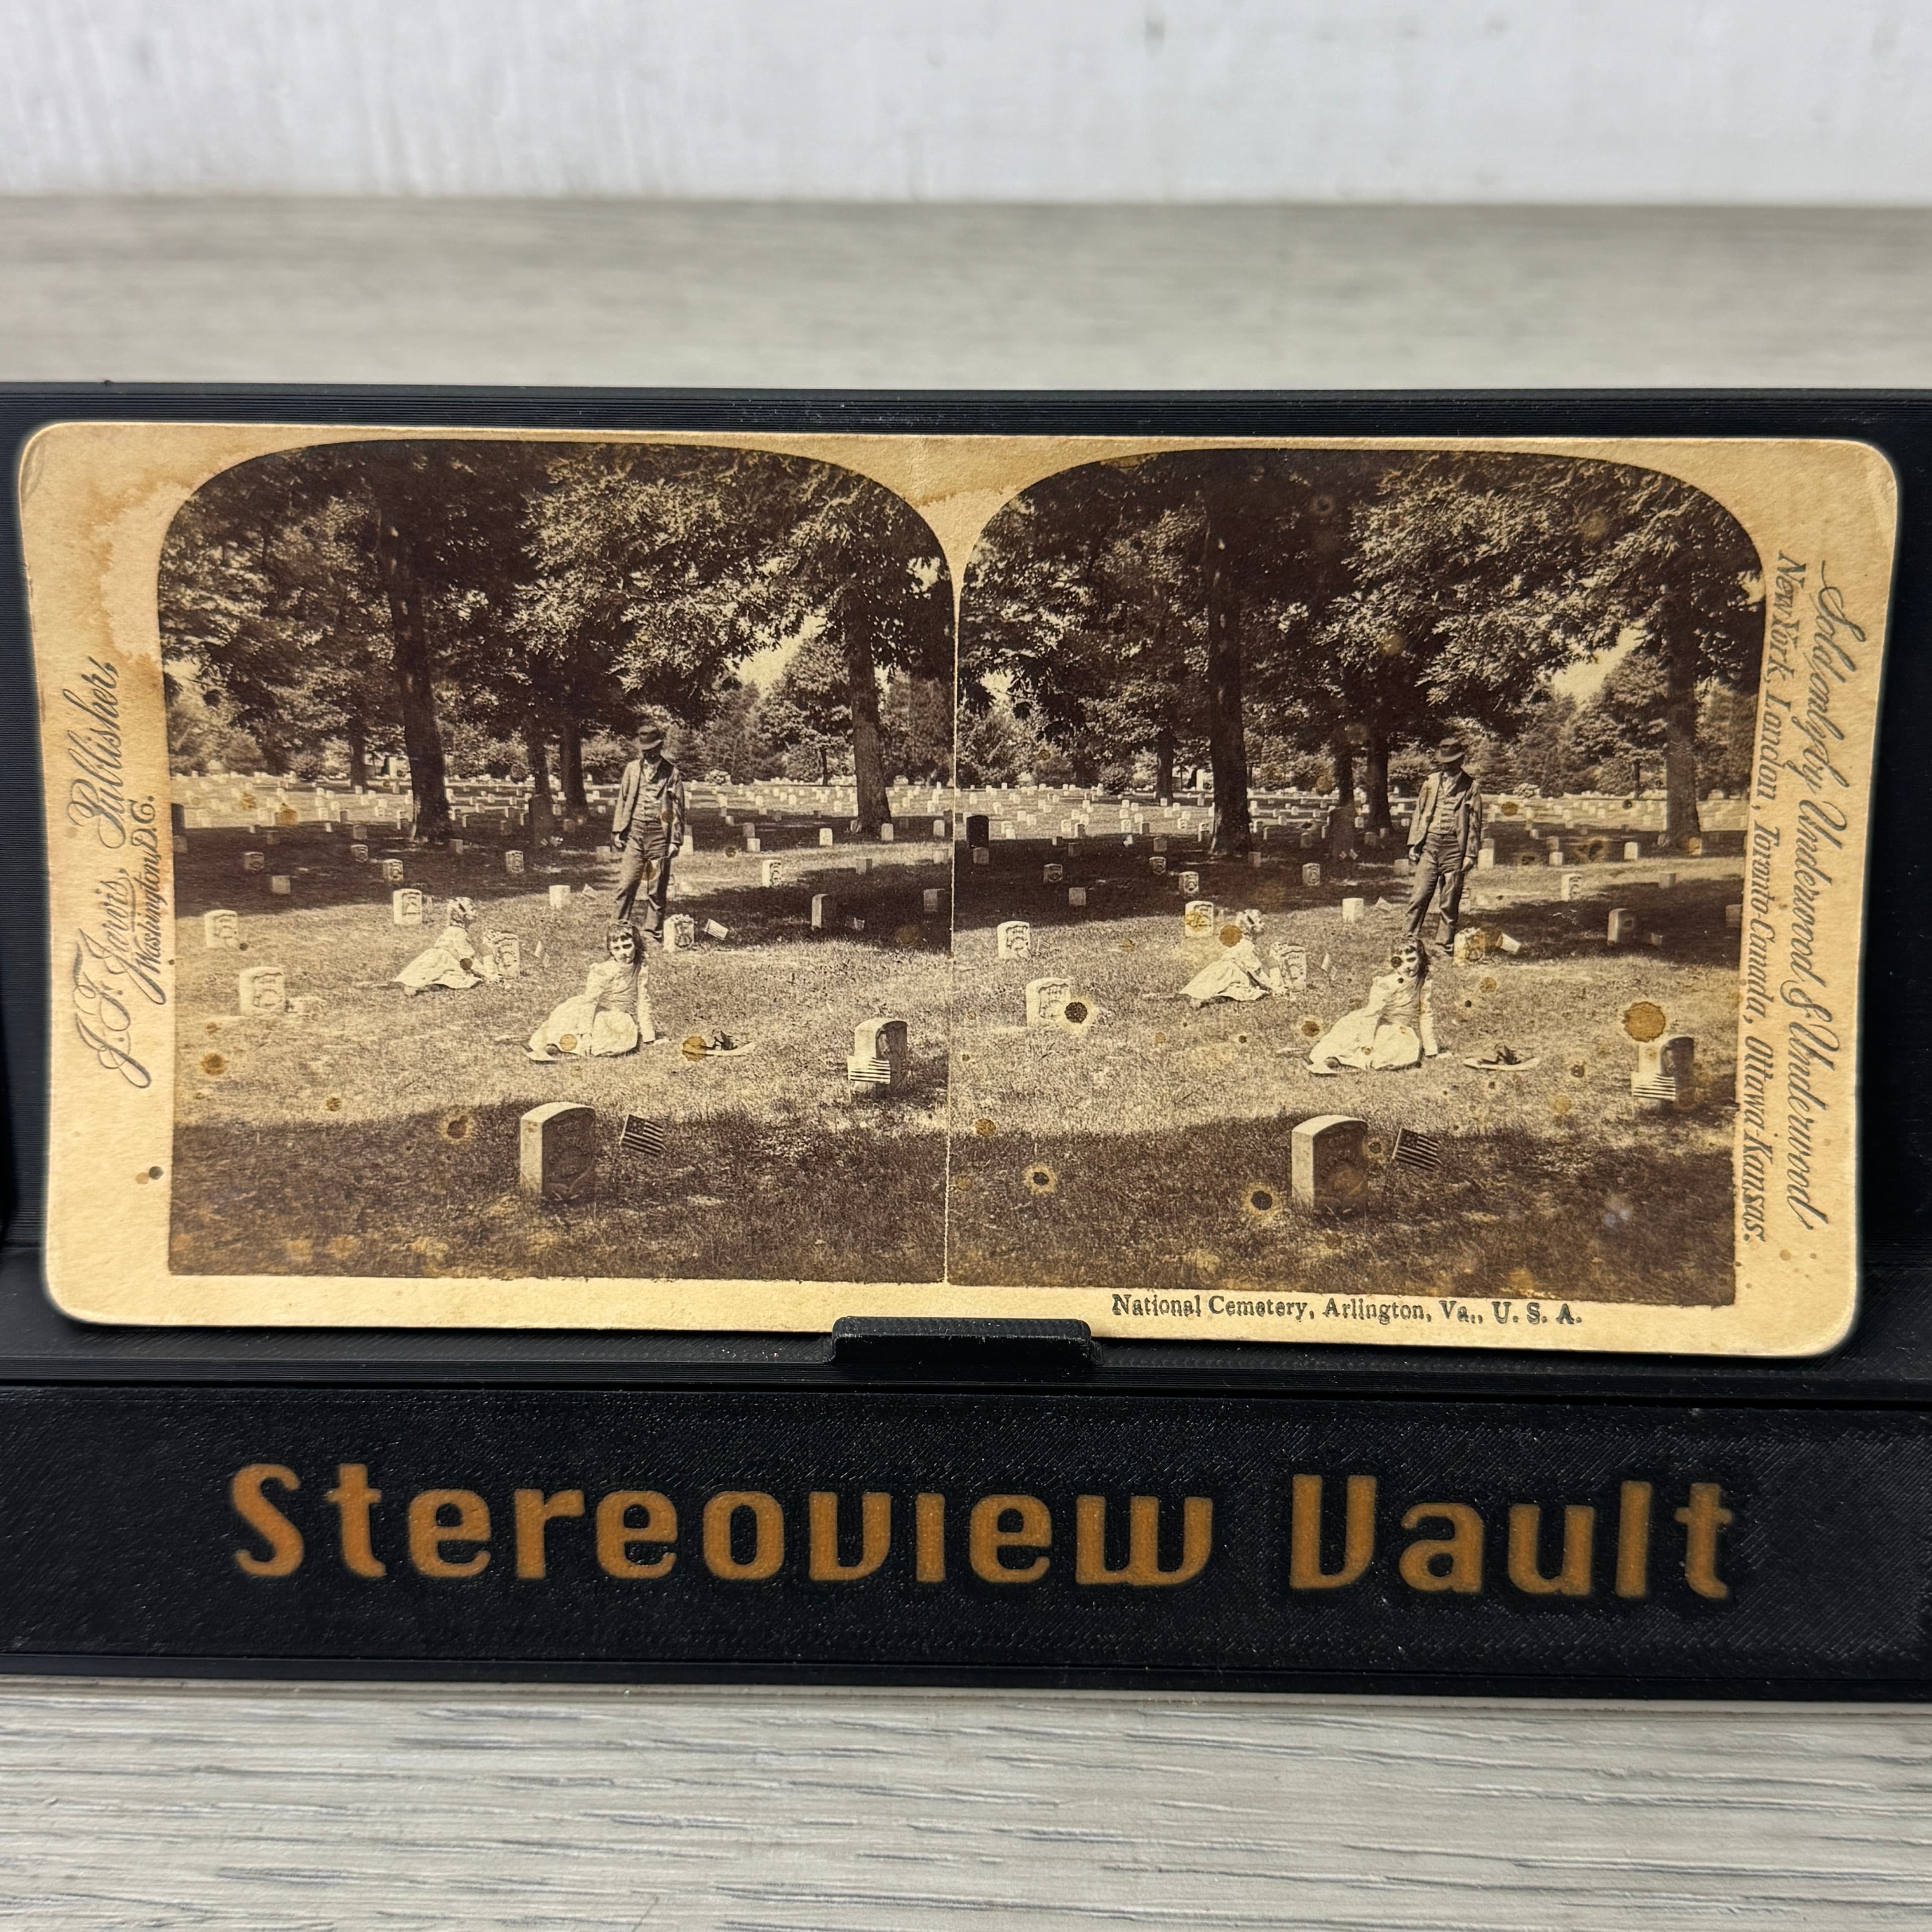 J. F. Jarvis, Publisher
Washington, D.C.
Sold only by Underwood & Underwood
New York, London, Toronto-Canada, Ottawa Kansas.
National Cemetery, Arlington, Va., U. S. A.
Stereoview Vault